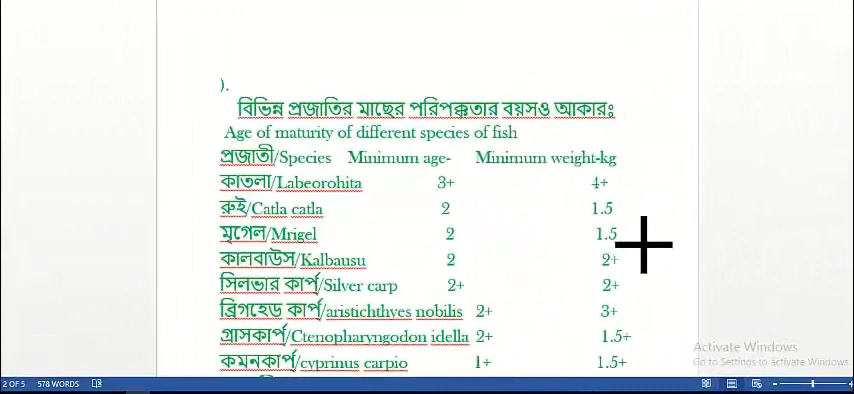 ).
বিভিন্ন প্রজাতির মাছের পরিপক্কতার বয়সও আকারঃ
Age of maturity of different species of fish
প্রজাতী/Species Minimum age- Minimum weight-kg
কাতলা/Labeorohita 3+ 4+
রুই/Catla catla 2 1.5
মৃগেল/Mrigel 2 1.5
কালবাউস/Kalbausu 2 2+
সিলভার কার্প/Silver carp 2+ 2+
ব্রিগহেড কার্প/aristichthyes nobilis 2+ 3+
গ্রাসকার্প/Ctenopharyngodon idella 2+ 1.5+
কমনকার্প/cyprinus carpio 1+ 1.5+
Activate Windows
Go to Settings to activate Windows.
2 OF 5 578 WORDS